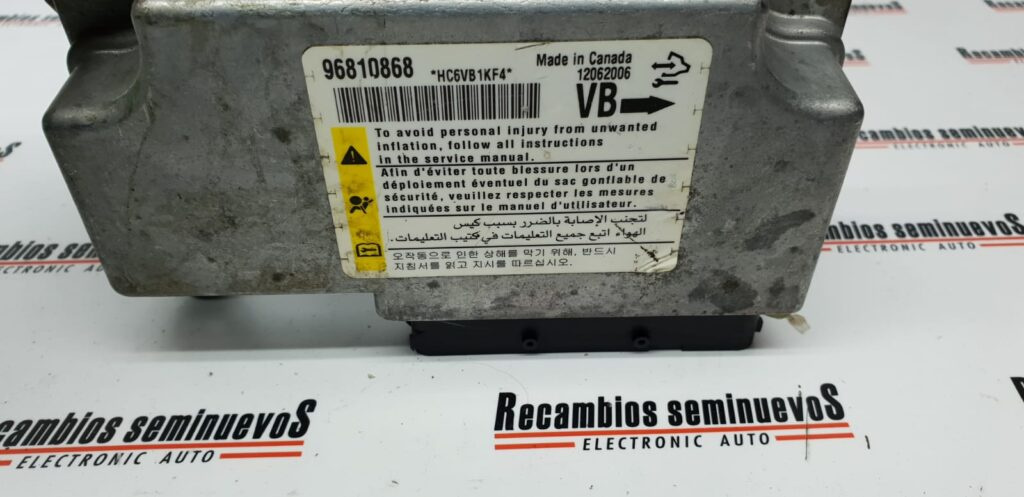 Recambios seminuevoS
ELECTRONIC AUTO
96810868 *HC6VB1KF4*
Made in Canada
12062006
VB
To avoid personal injury from unwanted
inflation, follow all instructions
in the service manual.
Afin d'éviter toute blessure lors d'un
déploiement éventuel du sac gonflable de
sécurité, veuillez respecter les mesures
indiquées sur le manuel d'utilisateur.
لتجنب الإصابة بالضرر بسبب كيس
الهواء اتبع جميع التعليمات في كتيب التعليمات.
오작동으로 인한 상해를 막기 위해, 반드시
지침서를 읽고 지시를 따르십시오.
Recambios seminuevos
ELECTRONIC AUTO
Recambios seminuevoS
ELECTRONIC AUTO
ecambios seminuevoS
ELECTRONIC AUTO